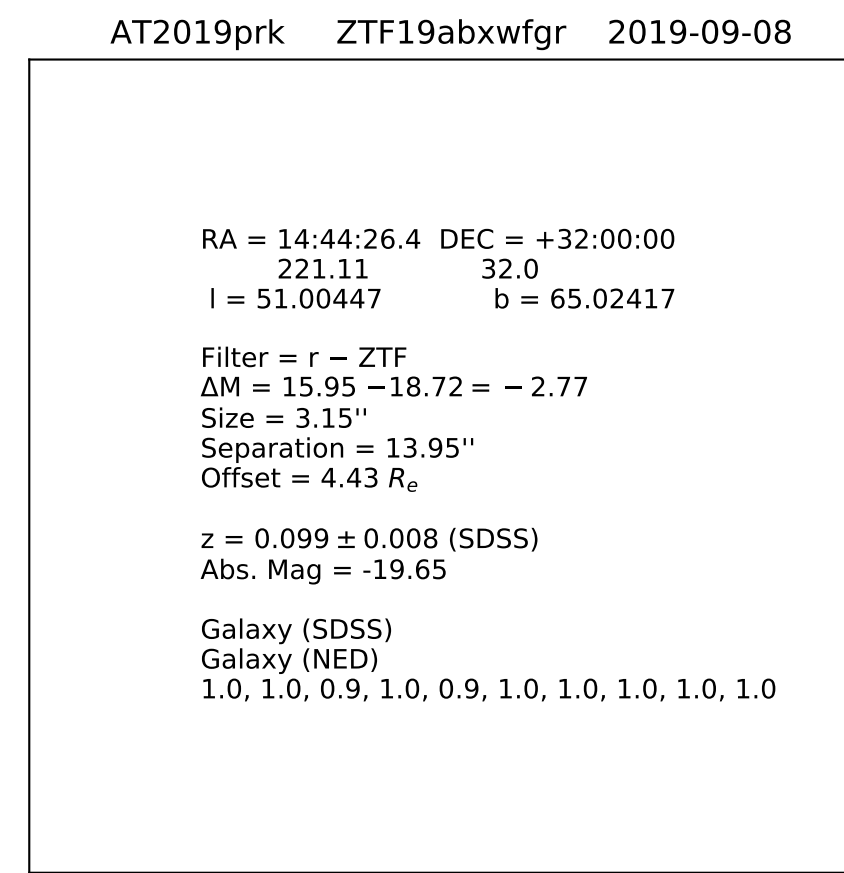 AT2019prk ZTF19abxwfgr 2019-09-08
RA = 14:44:26.4 DEC = +32:00:00
221.11 32.0
l = 51.00447 b = 65.02417
Filter = r − ZTF
ΔM = 15.95 −18.72 = − 2.77
Size = 3.15''
Separation = 13.95''
Offset = 4.43 Rₑ
z = 0.099 ± 0.008 (SDSS)
Abs. Mag = -19.65
Galaxy (SDSS)
Galaxy (NED)
1.0, 1.0, 0.9, 1.0, 0.9, 1.0, 1.0, 1.0, 1.0, 1.0